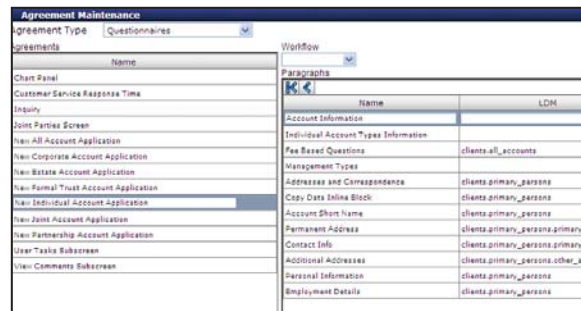 Agreement Maintenance
Agreement Type Questionnaires
Agreements
Name
Chart Panel
Customer Service Response Time
Inquiry
Joint Parties Screen
New All Account Application
New Corporate Account Application
New Estate Account Application
New Formal Trust Account Application
New Individual Account Application
New Joint Account Application
New Partnership Account Application
User Tasks Subscreen
View Comments Subscreen
Workflow
Paragraphs
Name LDM
Account Information
Individual Account Types Information
Fee Based Questions clients.all_accounts
Management Types
Addresses and Correspondence clients.primary_persons
Copy Data Inline Block clients.primary_persons
Account Short Name clients.primary_persons
Permanent Address clients.primary_persons.primary
Contact Info clients.primary_persons
Additional Addresses clients.primary_persons.other_a
Personal Information clients.primary_persons
Employment Details clients.primary_persons